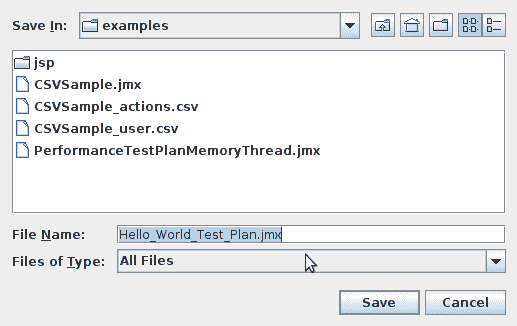 Save In: examples
jsp
CSVSample.jmx
CSVSample_actions.csv
CSVSample_user.csv
PerformanceTestPlanMemoryThread.jmx
File Name: Hello_World_Test_Plan.jmx
Files of Type: All Files
Save Cancel